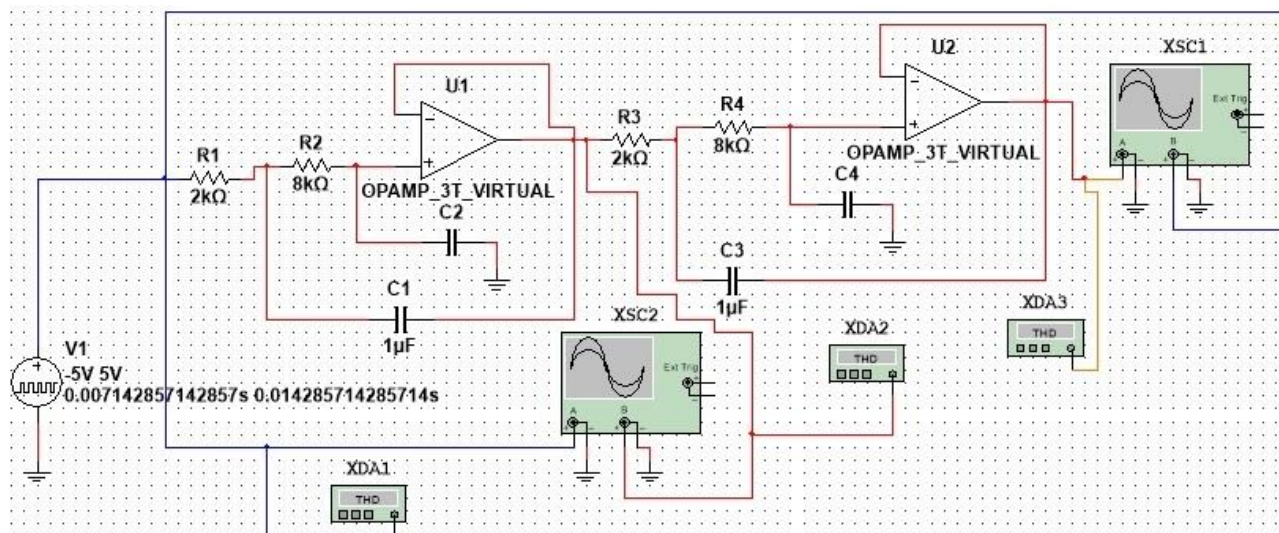 U2
XSC1
Ext Trig
+
−
A
B
+
−
+
−
U1
−
+
R3
2kΩ
R4
8kΩ
−
+
OPAMP_3T_VIRTUAL
R1
2kΩ
R2
8kΩ
OPAMP_3T_VIRTUAL
C4
C2
C3
1µF
C1
1µF
XSC2
Ext Trig
+
−
A
B
+
−
+
−
XDA2
THD
XDA3
THD
V1
-5V 5V
0.007142857142857s 0.014285714285714s
XDA1
THD